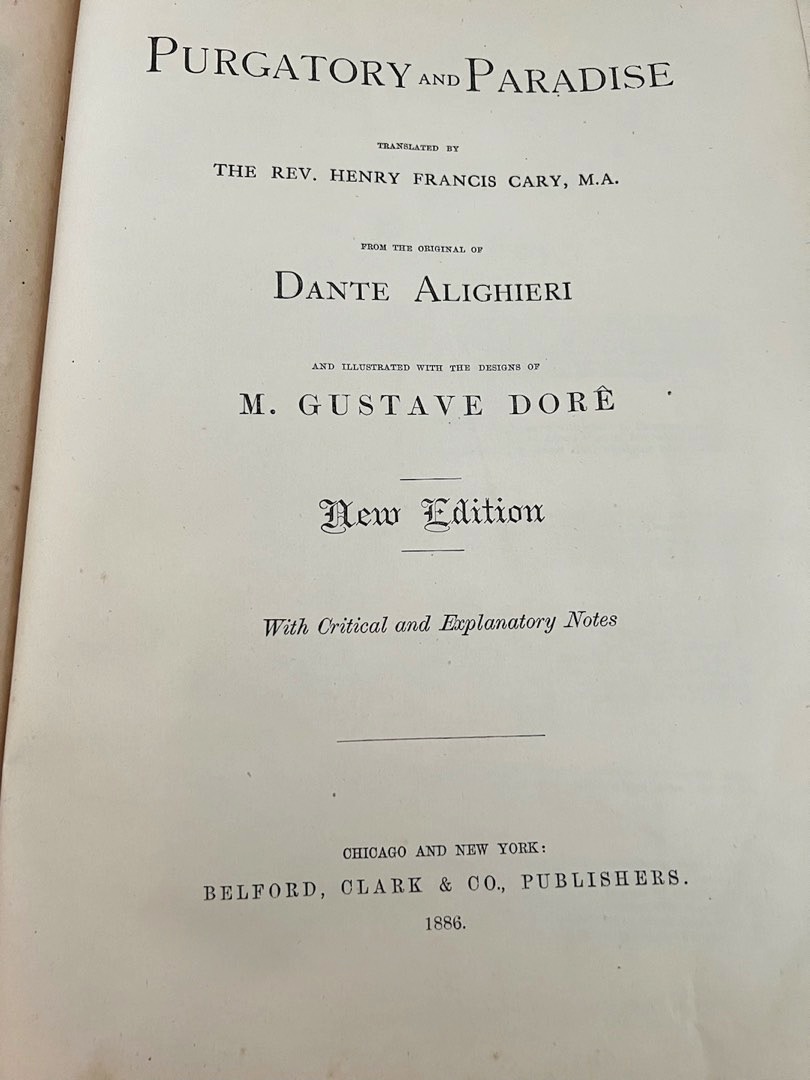 PURGATORY AND PARADISE
TRANSLATED BY
THE REV. HENRY FRANCIS CARY, M.A.
FROM THE ORIGINAL OF
DANTE ALIGHIERI
AND ILLUSTRATED WITH THE DESIGNS OF
M. GUSTAVE DORÊ
New Edition
With Critical and Explanatory Notes
CHICAGO AND NEW YORK:
BELFORD, CLARK & CO., PUBLISHERS.
1886.